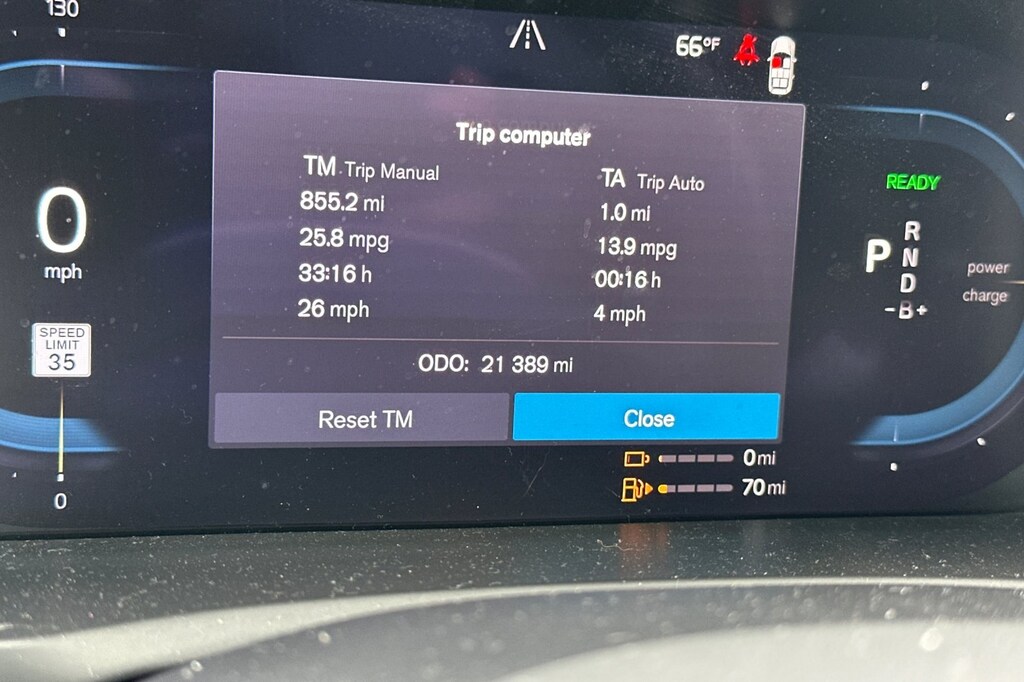 130
66°F
Trip computer
TM Trip Manual
855.2 mi
25.8 mpg
33:16 h
26 mph
TA Trip Auto
1.0 mi
13.9 mpg
00:16 h
4 mph
ODO: 21 389 mi
Reset TM
Close
0
mph
SPEED
LIMIT
35
0
READY
P
R
N
D
-B+
power
charge
0 mi
70 mi